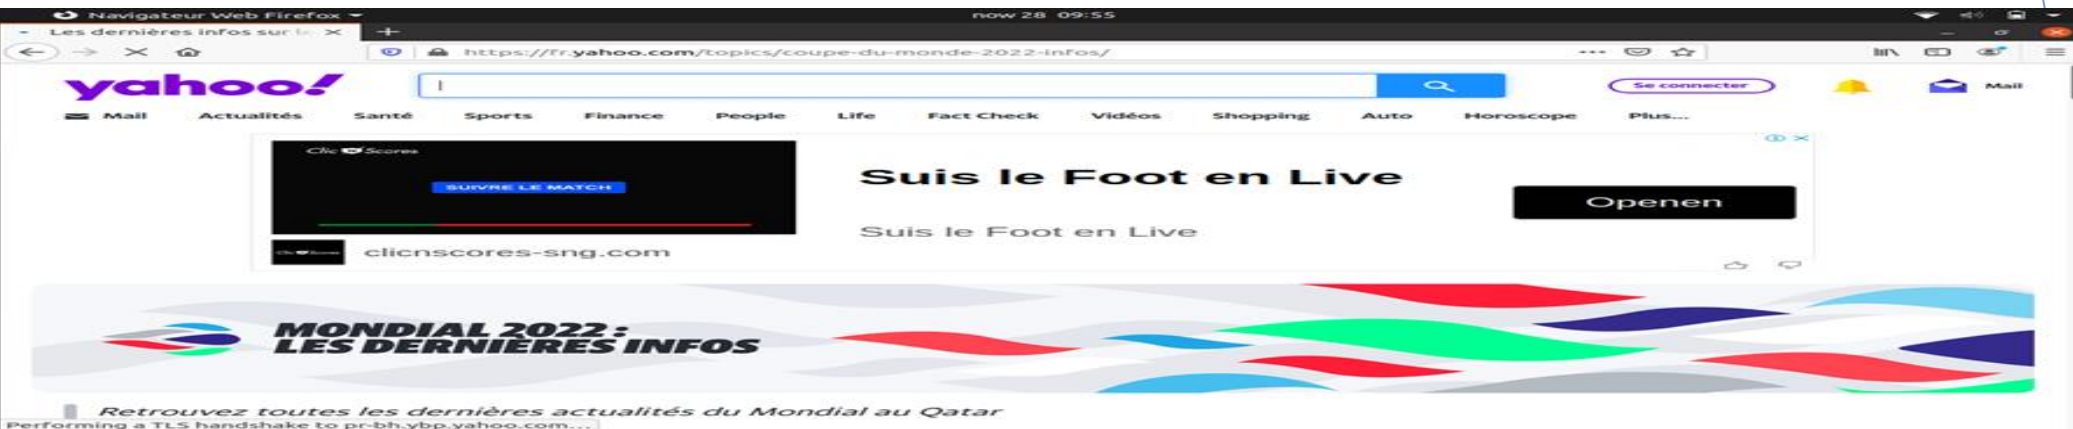 Navigateur Web Firefox
now 28 09:55
Les dernières infos sur le
https://fr.yahoo.com/topics/coupe-du-monde-2022-infos/
yahoo!
Se connecter
Mail
Mail Actualités Santé Sports Finance People Life Fact Check Vidéos Shopping Auto Horoscope Plus...
Clic Scores
SUIVRE LE MATCH
Suis le Foot en Live
Openen
Suis le Foot en Live
clicnscores-sng.com
MONDIAL 2022 :
LES DERNIÈRES INFOS
Retrouvez toutes les dernières actualités du Mondial au Qatar
Performing a TLS handshake to pr-bh.ybp.yahoo.com...